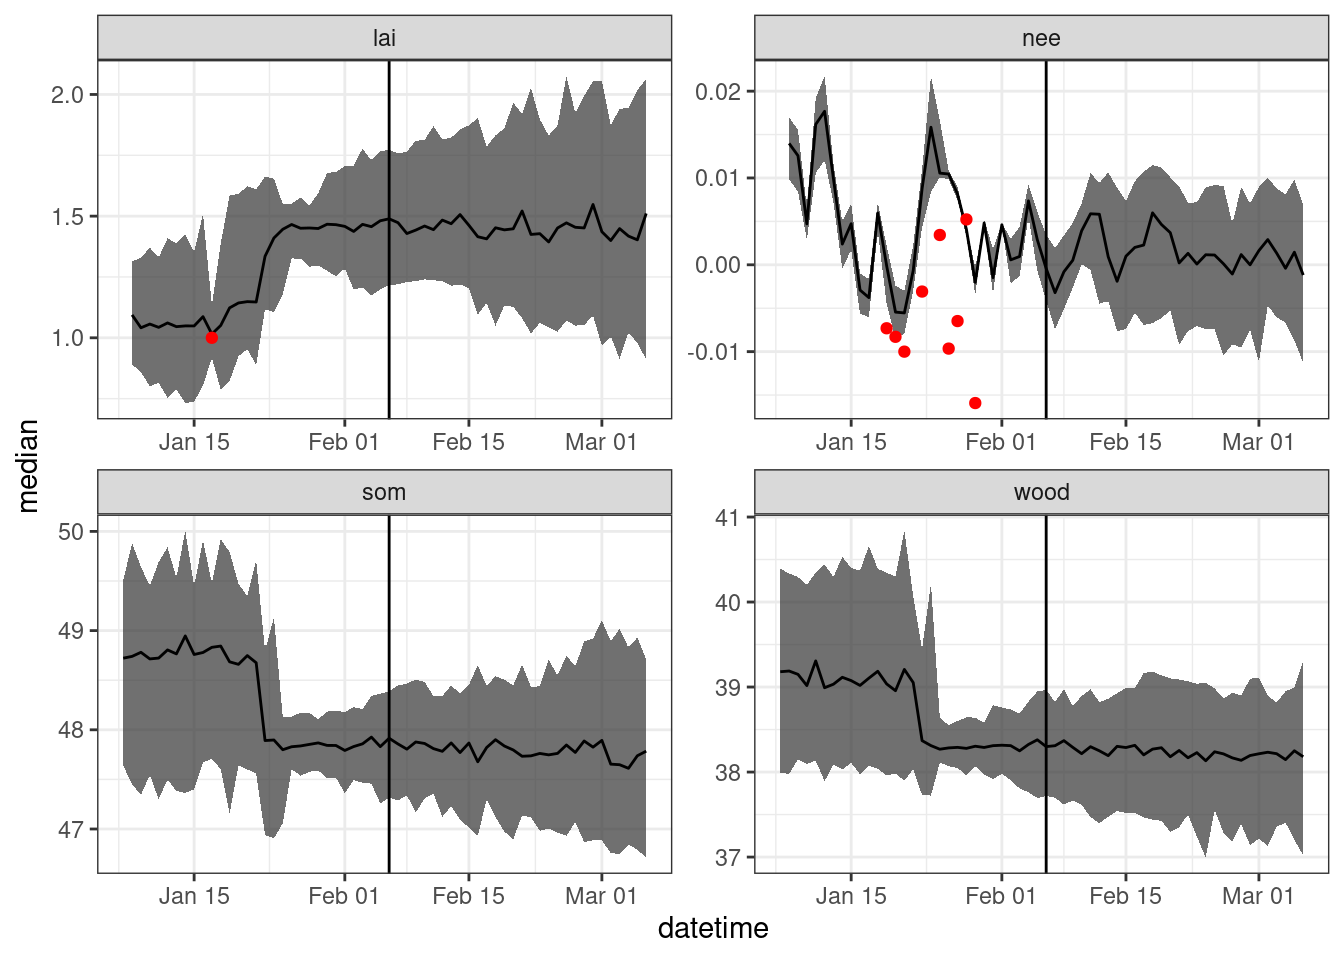 lai
nee
2.0
1.5
1.0
0.02
0.01
0.00
-0.01
Jan 15 Feb 01 Feb 15 Mar 01
Jan 15 Feb 01 Feb 15 Mar 01
median
som
wood
50
49
48
47
41
40
39
38
37
Jan 15 Feb 01 Feb 15 Mar 01
Jan 15 Feb 01 Feb 15 Mar 01
datetime